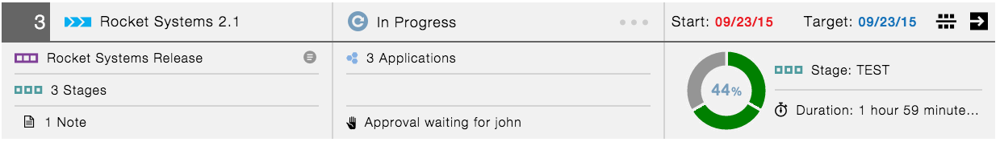 3 Rocket Systems 2.1 In Progress Start: 09/23/15 Target: 09/23/15
Rocket Systems Release 3 Applications
44% Stage: TEST
3 Stages
1 Note Approval waiting for john Duration: 1 hour 59 minute...